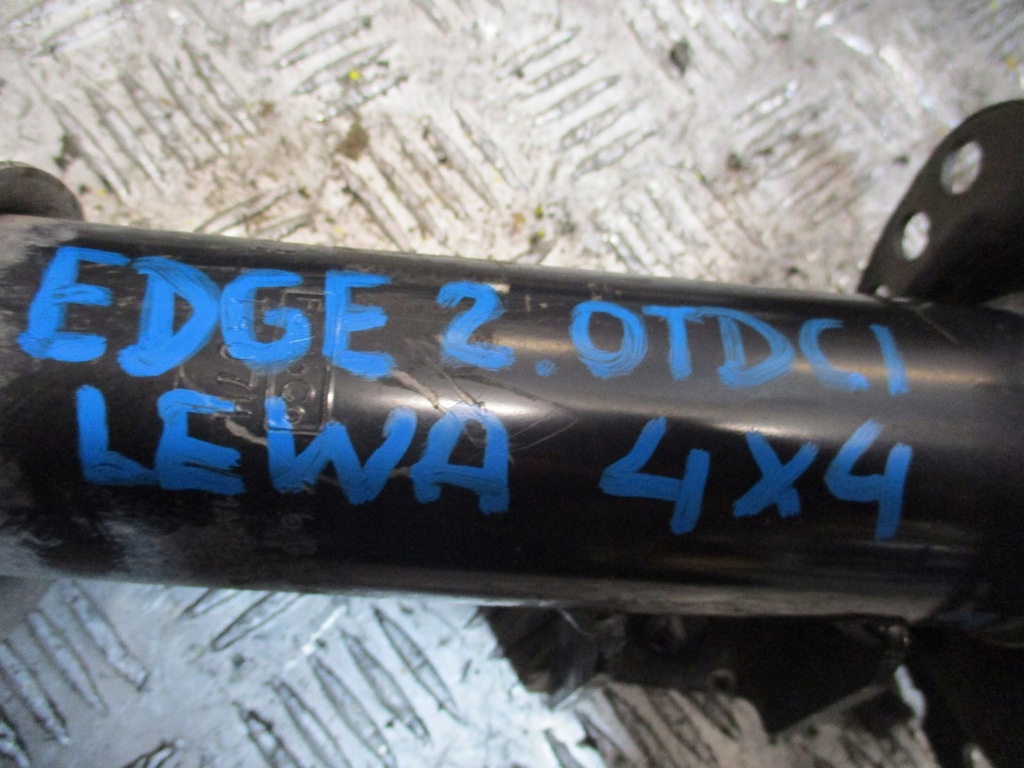 EDGE 2.0TDCI
LEWA 4x4